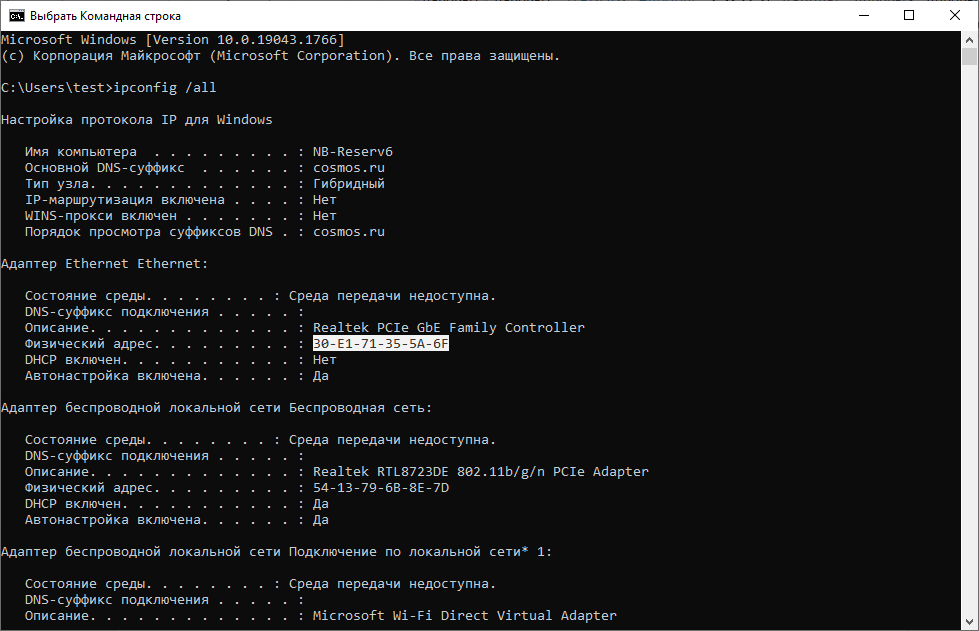 Выбрать Командная строка
Microsoft Windows [Version 10.0.19043.1766]
(c) Корпорация Майкрософт (Microsoft Corporation). Все права защищены.
C:\Users\test>ipconfig /all
Настройка протокола IP для Windows
Имя компьютера  . . . . . . . . . : NB-Reserv6
Основной DNS-суффикс  . . . . . . : cosmos.ru
Тип узла. . . . . . . . . . . . . : Гибридный
IP-маршрутизация включена . . . . : Нет
WINS-прокси включен . . . . . . . : Нет
Порядок просмотра суффиксов DNS . : cosmos.ru
Адаптер Ethernet Ethernet:
Состояние среды. . . . . . . . : Среда передачи недоступна.
DNS-суффикс подключения . . . . . :
Описание. . . . . . . . . . . . . : Realtek PCIe GbE Family Controller
Физический адрес. . . . . . . . . : 30-E1-71-35-5A-6F
DHCP включен. . . . . . . . . . . : Нет
Автонастройка включена. . . . . . : Да
Адаптер беспроводной локальной сети Беспроводная сеть:
Состояние среды. . . . . . . . : Среда передачи недоступна.
DNS-суффикс подключения . . . . . :
Описание. . . . . . . . . . . . . : Realtek RTL8723DE 802.11b/g/n PCIe Adapter
Физический адрес. . . . . . . . . : 54-13-79-6B-8E-7D
DHCP включен. . . . . . . . . . . : Да
Автонастройка включена. . . . . . : Да
Адаптер беспроводной локальной сети Подключение по локальной сети* 1:
Состояние среды. . . . . . . . : Среда передачи недоступна.
DNS-суффикс подключения . . . . . :
Описание. . . . . . . . . . . . . : Microsoft Wi-Fi Direct Virtual Adapter